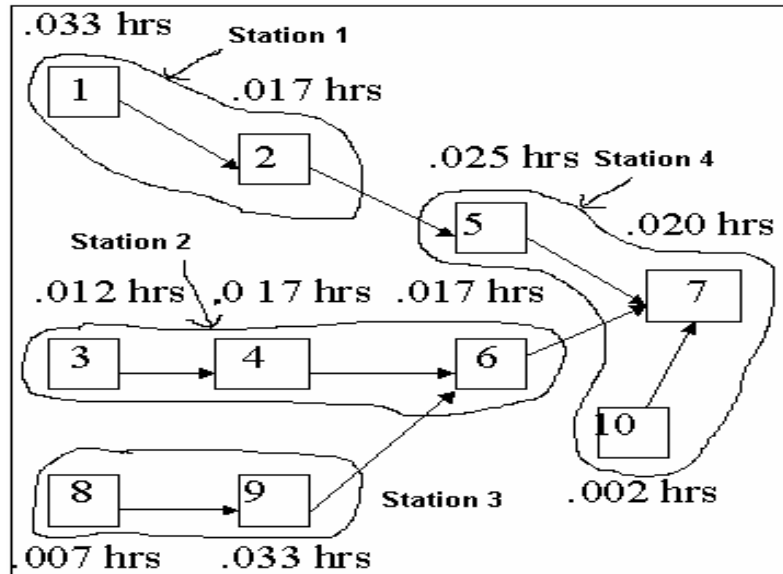 .033 hrs
Station 1
1
.017 hrs
2
.025 hrs
Station 4
5
.020 hrs
7
Station 2
.012 hrs
.0 17 hrs
.017 hrs
3
4
6
10
.002 hrs
8
9
Station 3
.007 hrs
.033 hrs